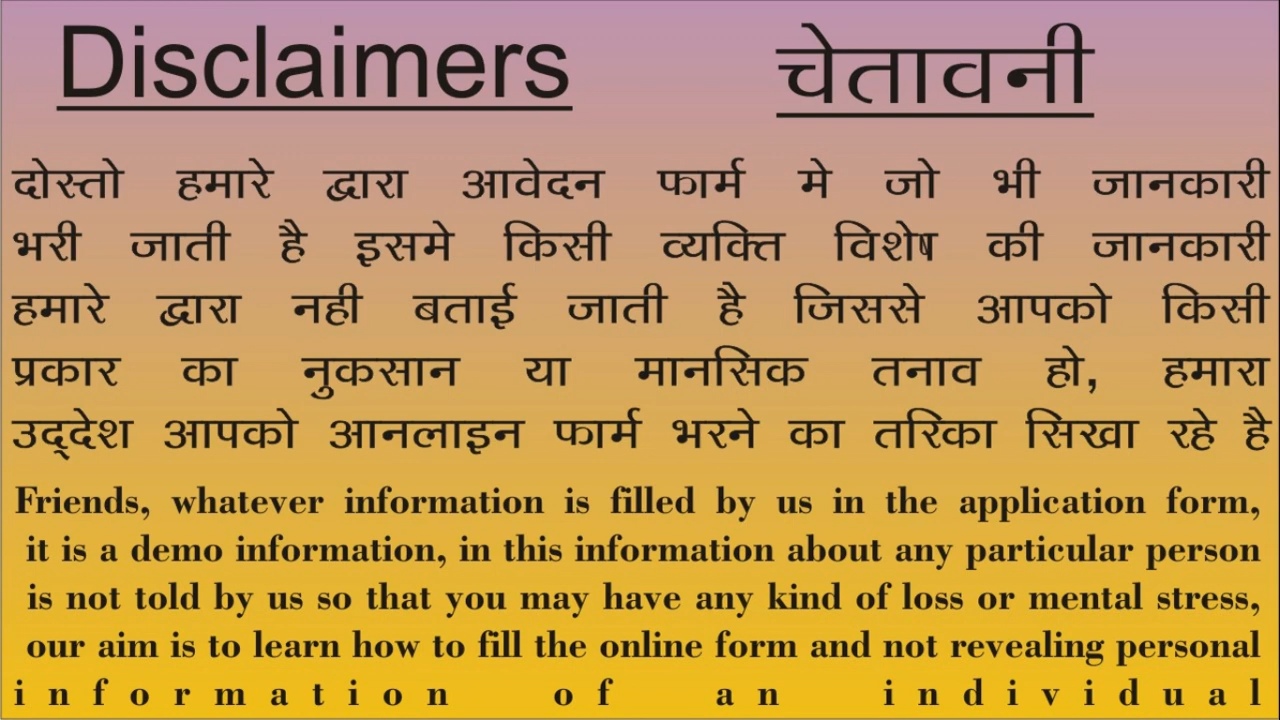 Disclaimers
चेतावनी
दोस्तो हमारे द्वारा आवेदन फार्म मे जो भी जानकारी
भरी जाती है इसमे किसी व्यक्ति विशेष की जानकारी
हमारे द्वारा नही बताई जाती है जिससे आपको किसी
प्रकार का नुकसान या मानसिक तनाव हो, हमारा
उद्‌देश आपको आनलाइन फार्म भरने का तरिका सिखा रहे है
Friends, whatever information is filled by us in the application form,
it is a demo information, in this information about any particular person
is not told by us so that you may have any kind of loss or mental stress,
our aim is to learn how to fill the online form and not revealing personal
information of an individual